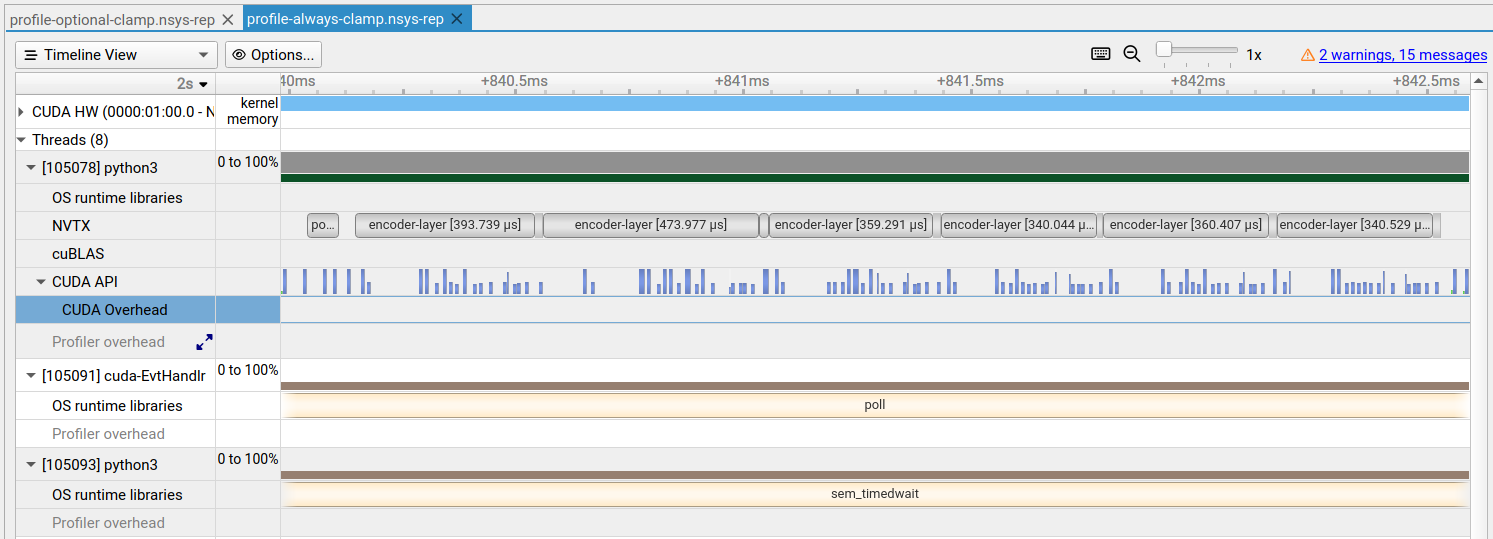 profile-optional-clamp.nsys-rep profile-always-clamp.nsys-rep
Timeline View Options... 1x 2 warnings, 15 messages
2s 40ms +840.5ms +841ms +841.5ms +842ms +842.5ms
CUDA HW (0000:01:00.0 - N kernel
memory
Threads (8)
[105078] python3 0 to 100%
OS runtime libraries
NVTX po... encoder-layer [393.739 µs] encoder-layer [473.977 µs] encoder-layer [359.291 µs] encoder-layer [340.044 µ... encoder-layer [360.407 µs] encoder-layer [340.529 µ...
cuBLAS
CUDA API
CUDA Overhead
Profiler overhead
[105091] cuda-EvtHandlr 0 to 100%
OS runtime libraries poll
Profiler overhead
[105093] python3 0 to 100%
OS runtime libraries sem_timedwait
Profiler overhead